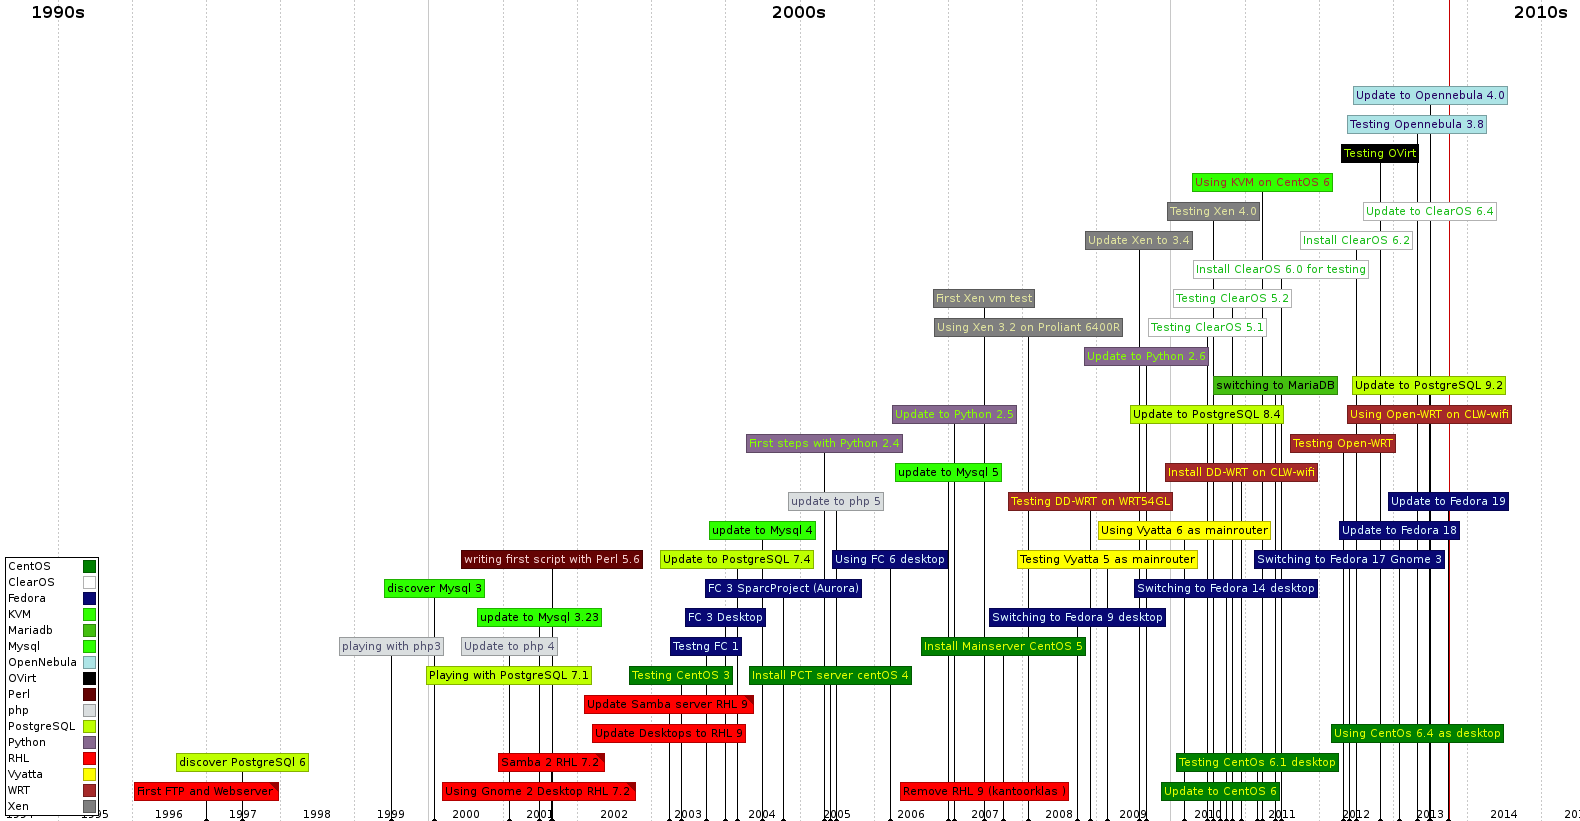 1990s 2000s 2010s
Update to Opennebula 4.0
Testing Opennebula 3.8
Testing OVirt
Using KVM on CentOS 6
Testing Xen 4.0 Update to ClearOS 6.4
Update Xen to 3.4 Install ClearOS 6.2
Install ClearOS 6.0 for testing
First Xen vm test Testing ClearOS 5.2
Using Xen 3.2 on Proliant 6400R Testing ClearOS 5.1
Update to Python 2.6
switching to MariaDB Update to PostgreSQL 9.2
Update to Python 2.5 Update to PostgreSQL 8.4 Using Open-WRT on CLW-wifi
First steps with Python 2.4 Testing Open-WRT
update to Mysql 5 Install DD-WRT on CLW-wifi
update to php 5 Testing DD-WRT on WRT54GL Update to Fedora 19
update to Mysql 4 Using Vyatta 6 as mainrouter Update to Fedora 18
writing first script with Perl 5.6 Update to PostgreSQL 7.4 Using FC 6 desktop Testing Vyatta 5 as mainrouter Switching to Fedora 17 Gnome 3
discover Mysql 3 FC 3 SparcProject (Aurora) Switching to Fedora 14 desktop
update to Mysql 3.23 FC 3 Desktop Switching to Fedora 9 desktop
playing with php3 Update to php 4 Testng FC 1 Install Mainserver CentOS 5
Playing with PostgreSQL 7.1 Testing CentOS 3 Install PCT server centOS 4
Update Samba server RHL 9
Update Desktops to RHL 9 Using CentOs 6.4 as desktop
discover PostgreSQl 6 Samba 2 RHL 7.2 Testing CentOs 6.1 desktop
First FTP and Webserver Using Gnome 2 Desktop RHL 7.2 Remove RHL 9 (kantoorklas ) Update to CentOS 6
CentOS
ClearOS
Fedora
KVM
Mariadb
Mysql
OpenNebula
OVirt
Perl
php
PostgreSQL
Python
RHL
Vyatta
WRT
Xen
1995 1996 1997 1998 1999 2000 2001 2002 2003 2004 2005 2006 2007 2008 2009 2010 2011 2012 2013 2014